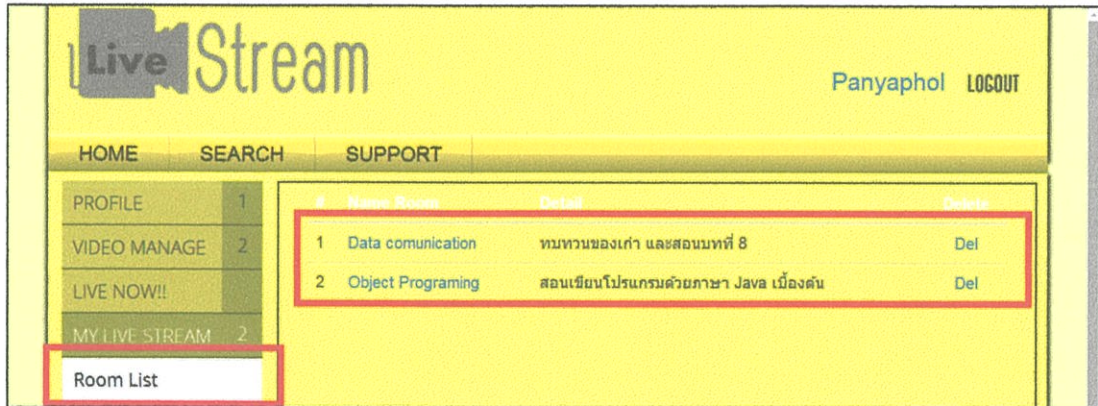 Live Stream
Panyaphol LOGOUT
HOME SEARCH SUPPORT
PROFILE 1
VIDEO MANAGE 2
LIVE NOW!!
MY LIVE STREAM 2
Room List
# Name Room Detail Delete
1 Data comunication ทบทวนของเก่า และสอนบทที่ 8 Del
2 Object Programing สอนเขียนโปรแกรมด้วยภาษา Java เบื้องต้น Del